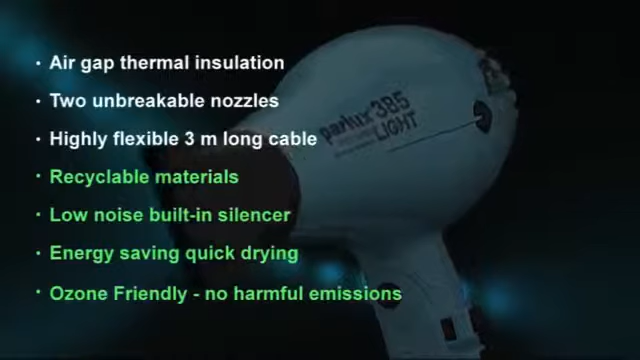 • Air gap thermal insulation
• Two unbreakable nozzles
• Highly flexible 3 m long cable
• Recyclable materials
• Low noise built-in silencer
• Energy saving quick drying
• Ozone Friendly - no harmful emissions
parlux 385
LIGHT